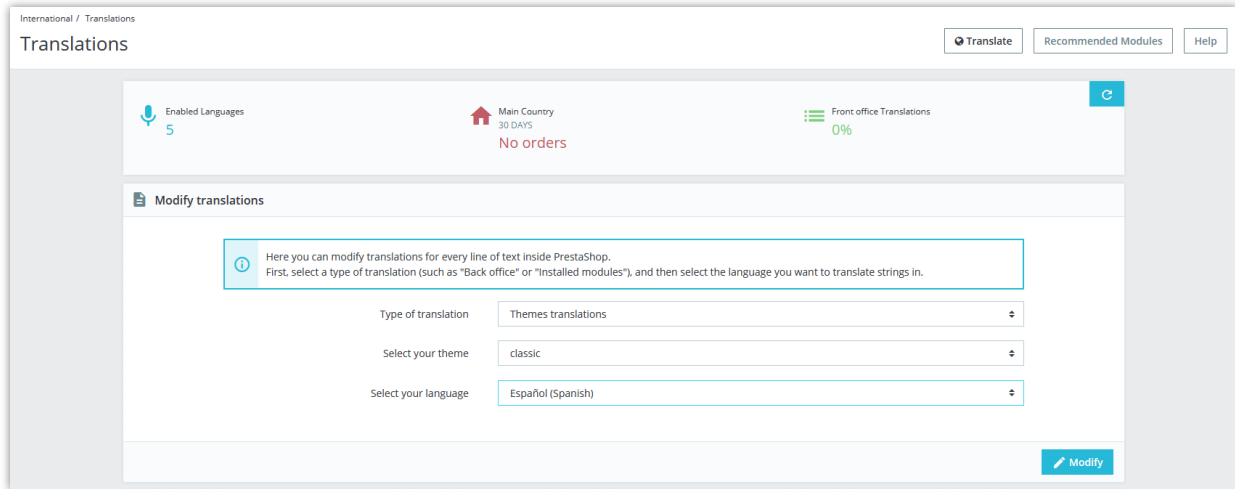 International / Translations
Translations
Translate
Recommended Modules
Help
Enabled Languages
5
Main Country
30 DAYS
No orders
Front office Translations
0%
Modify translations
Here you can modify translations for every line of text inside PrestaShop.
First, select a type of translation (such as "Back office" or "Installed modules"), and then select the language you want to translate strings in.
Type of translation
Themes translations
Select your theme
classic
Select your language
Español (Spanish)
Modify